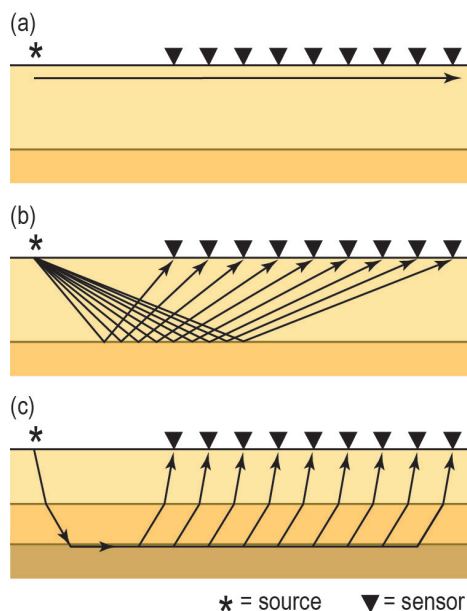 (a)
*
(b)
*
(c)
*
* = source ▼ = sensor